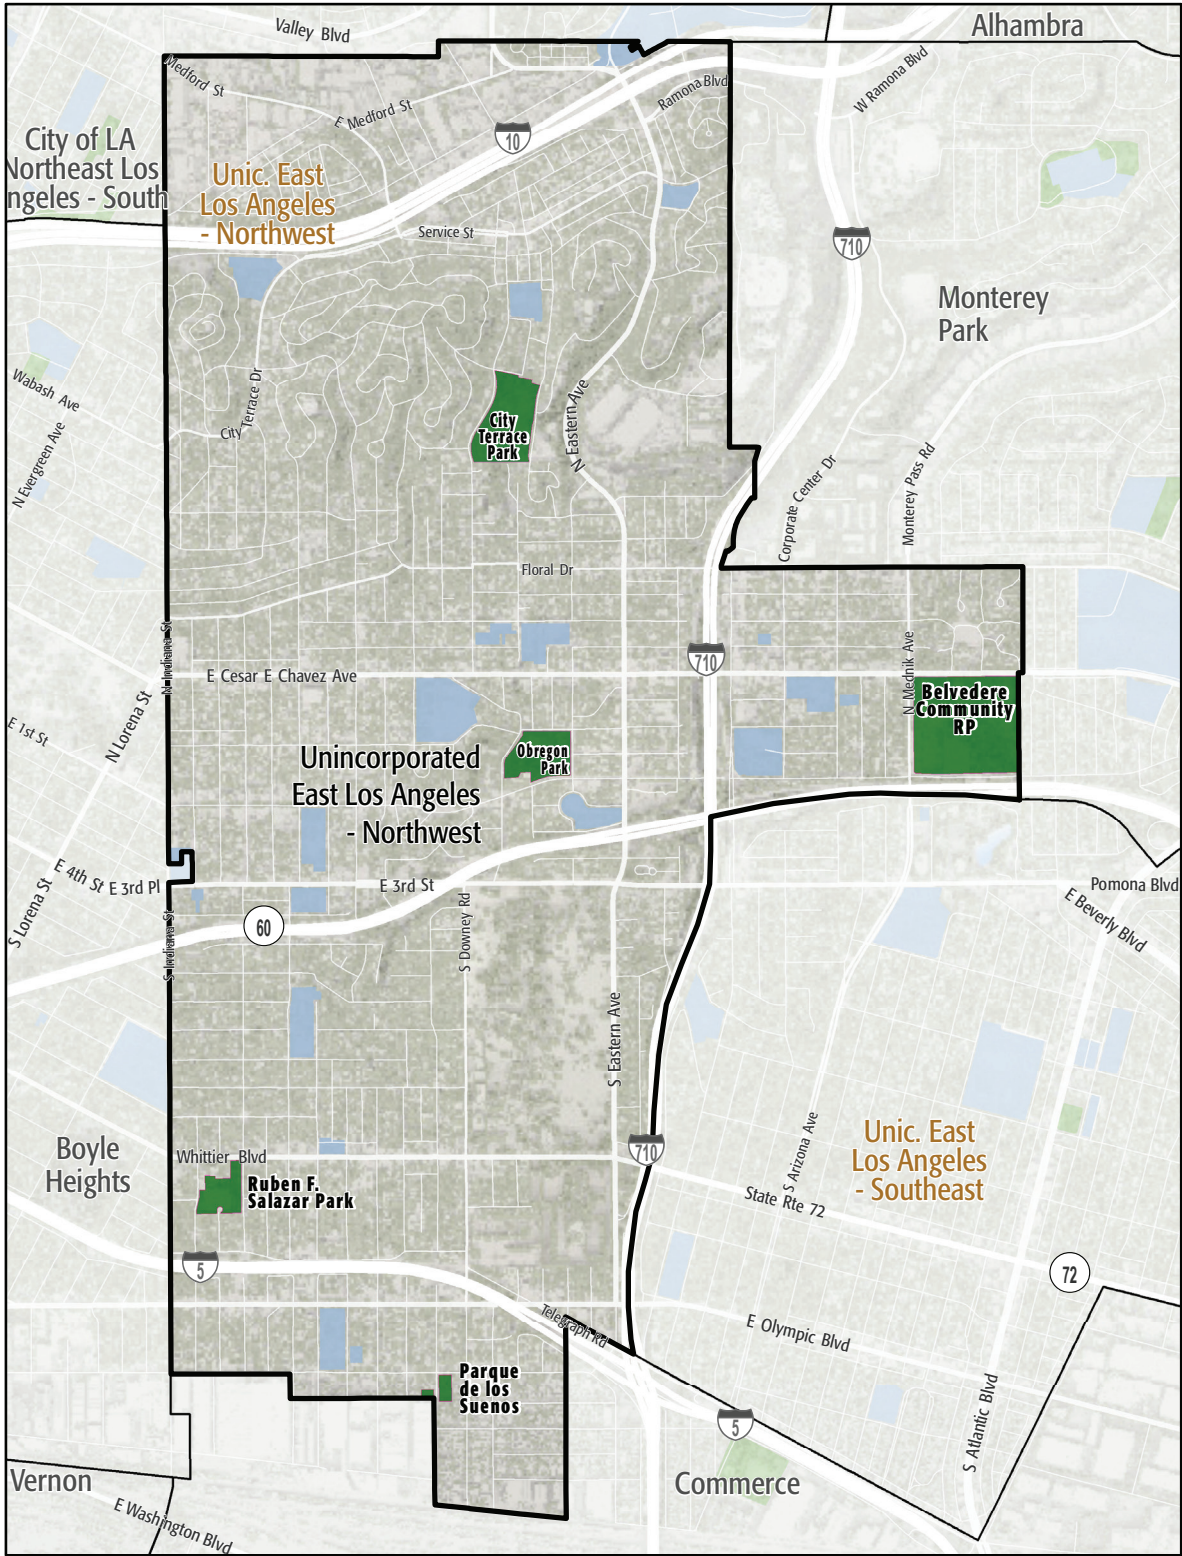 Valley Blvd
Alhambra
Medford St
E Medford St
Ramona Blvd
W Ramona Blvd
10
City of LA
Northeast Los
ngeles - South
Unic. East
Los Angeles
- Northwest
Service St
710
Monterey
Park
Wabash Ave
N Evergreen Ave
City Terrace Dr
City
Terrace
Park
N Eastern Ave
Corporate Center Dr
Monterey Pass Rd
Floral Dr
N Indiana St
710
N Mednik Ave
E Cesar E Chavez Ave
Belvedere
Community
RP
N Lorena St
E 1st St
Unincorporated
East Los Angeles
- Northwest
Obregon
Park
E 4th St
E 3rd Pl
E 3rd St
Pomona Blvd
E Beverly Blvd
S Lorena St
S Indiana St
60
S Downey Rd
S Eastern Ave
Boyle
Heights
Whittier Blvd
710
S Arizona Ave
Unic. East
Los Angeles
- Southeast
Ruben F.
Salazar Park
State Rte 72
5
72
Telegraph Rd
E Olympic Blvd
Parque
de los
Suenos
5
S Atlantic Blvd
Vernon
Commerce
E Washington Blvd